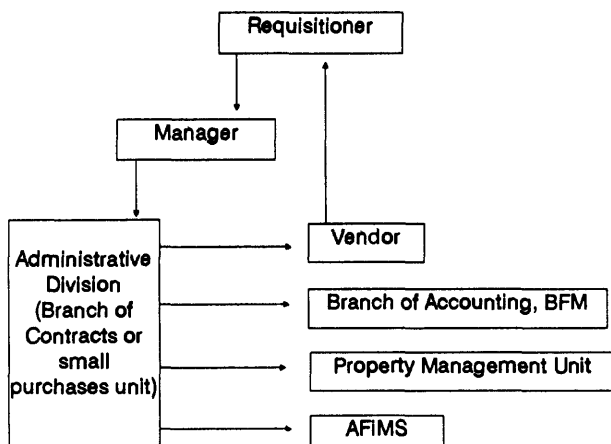 Requisitioner
Manager
Administrative
Division
(Branch of
Contracts or
small
purchases unit)
Vendor
Branch of Accounting, BFM
Property Management Unit
AFiMS